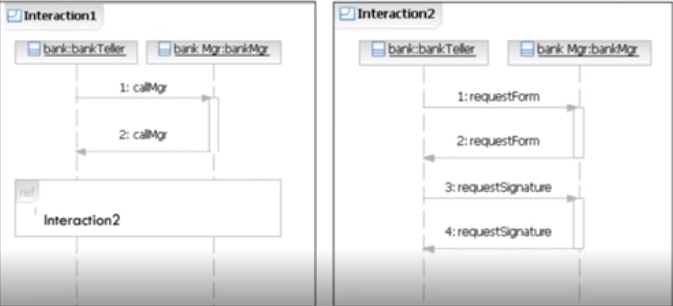 Interaction1
bank:bankTeller
bank Mgr:bankMgr
1: callMgr
2: callMgr
ref
Interaction2
Interaction2
bank:bankTeller
bank Mgr:bankMgr
1: requestForm
2: requestForm
3: requestSignature
4: requestSignature